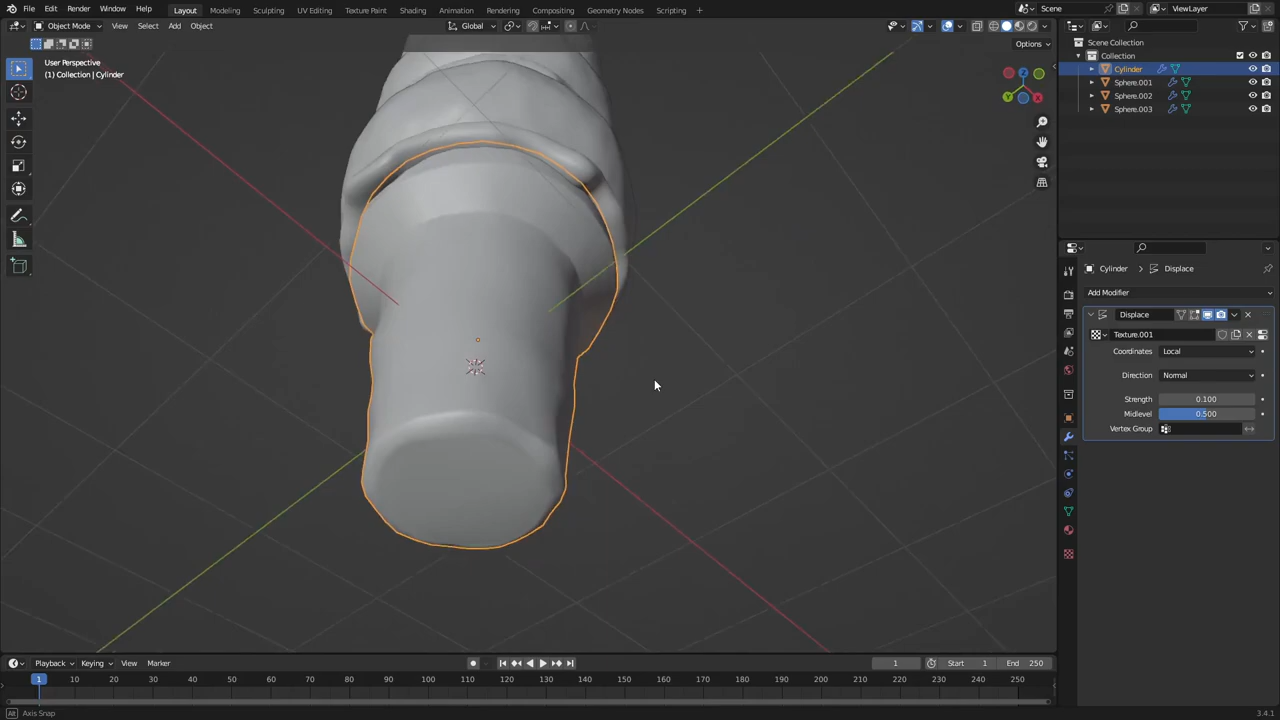 File Edit Render Window Help Layout Modeling Sculpting UV Editing Texture Paint Shading Animation Rendering Compositing Geometry Nodes Scripting Scene ViewLayer
Object Mode View Select Add Object Global
Options
User Perspective
(1) Collection | Cylinder
Scene Collection
Collection
Cylinder
Sphere.001
Sphere.002
Sphere.003
Z
Y
X
Cylinder Displace
Add Modifier
Displace
Texture.001
Coordinates Local
Direction Normal
Strength 0.100
Midlevel 0.500
Vertex Group
Playback Keying View Marker 1 Start 1 End 250
1 10 20 30 40 50 60 70 80 90 100 110 120 130 140 150 160 170 180 190 200 210 220 230 240 250
Alt Axis Snap 3.4.1